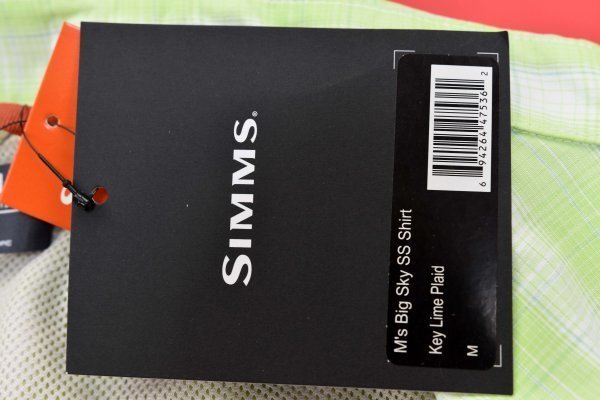 SIMMS®
M's Big Sky SS Shirt
Key Lime Plaid
M
6 94264 47536 2